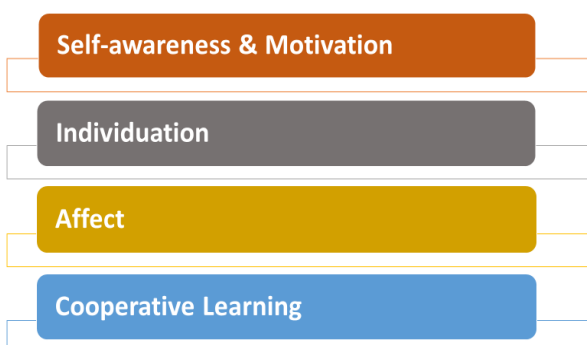 Self-awareness & Motivation
Individuation
Affect
Cooperative Learning